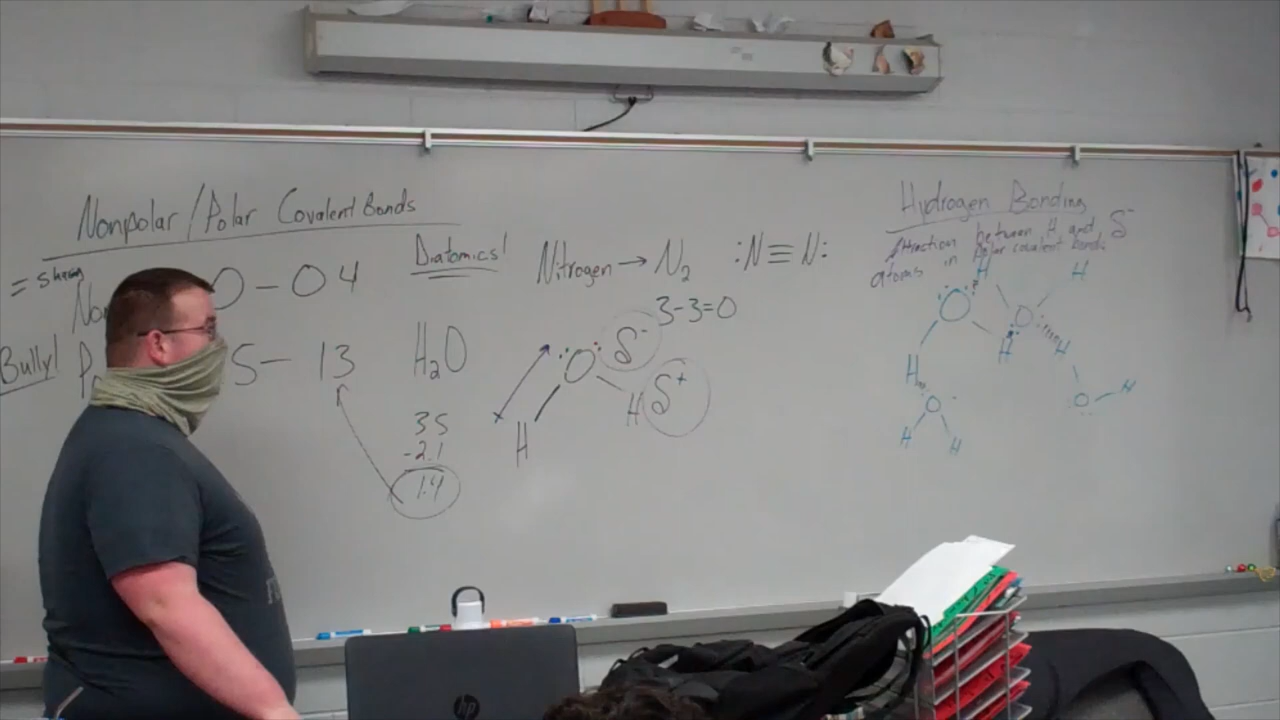 Nonpolar/Polar Covalent Bonds
= sharing
0-0.4
Bully!
.5-1.3
Diatomics!
Nitrogen → N₂
:N≡N:
3-3=0
H₂O
3.5
-2.1
1.4
O δ⁻
H H δ⁺
Hydrogen Bonding
Attraction between H and δ⁻
atoms in polar covalent bonds
H H
O O
H H H
O O H
H H
hp